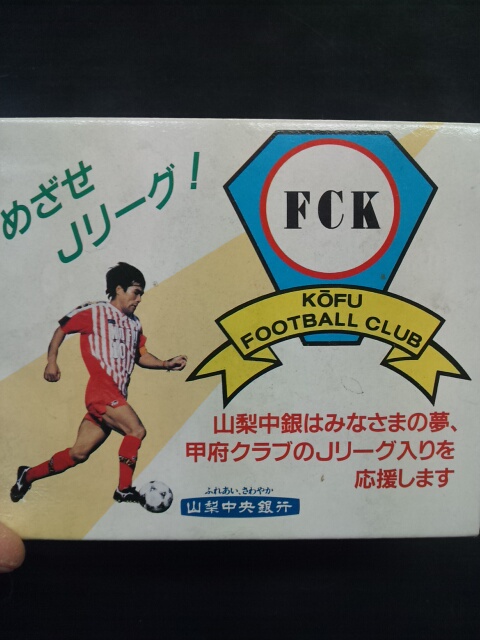 めざせ
Jリーグ!
FCK
KŌFU
FOOTBALL CLUB
山梨中銀はみなさまの夢、
甲府クラブのJリーグ入りを
応援します
ふれあい、さわやか
山梨中央銀行